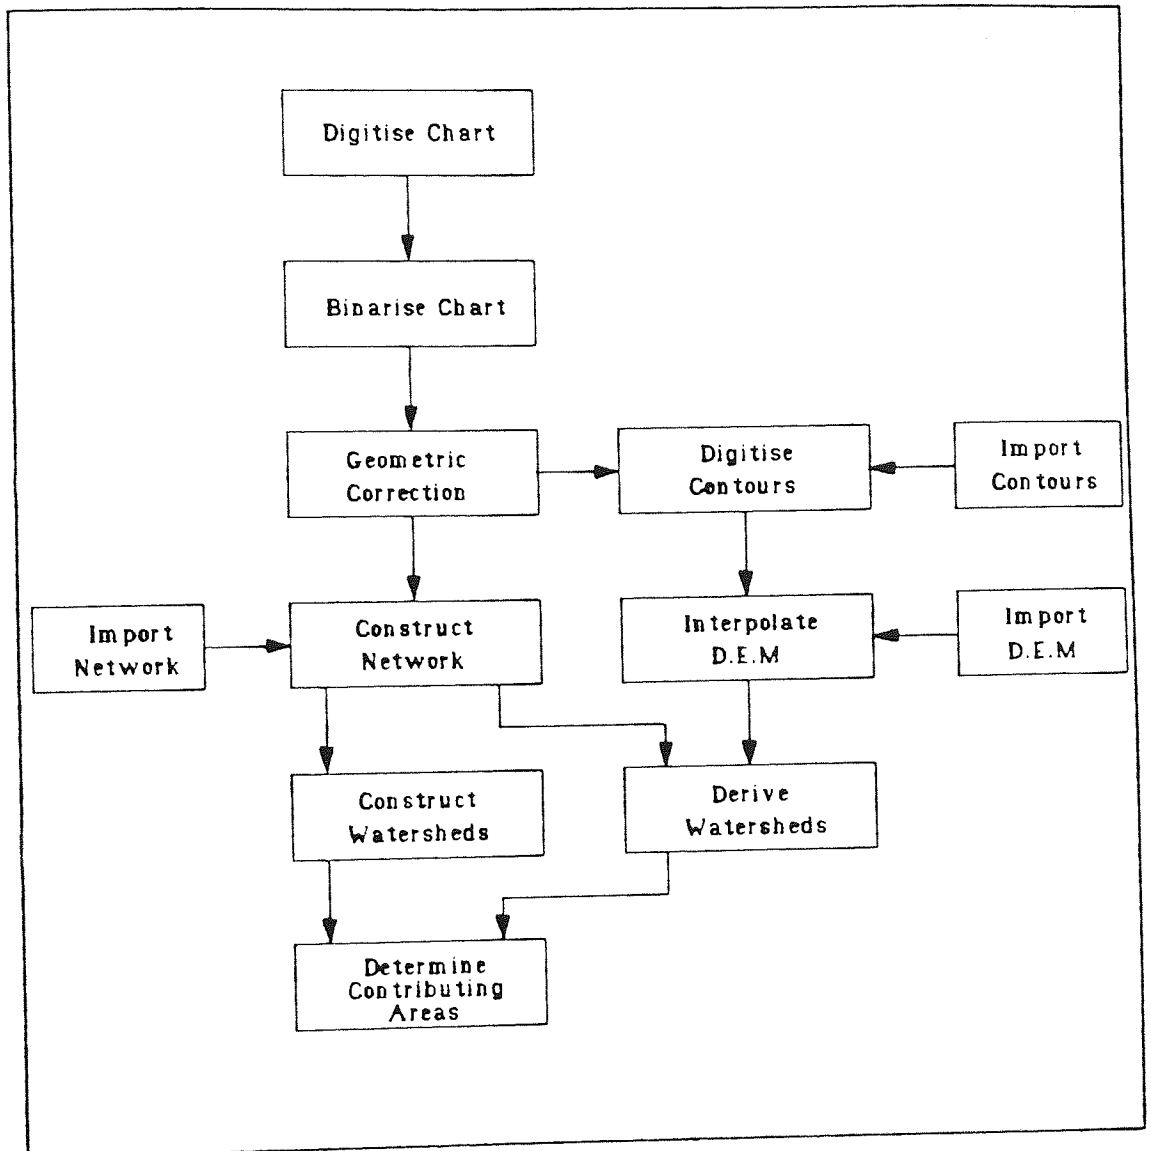 Digitise Chart
Binarise Chart
Geometric
Correction
Digitise
Contours
Import
Contours
Import
Network
Construct
Network
Interpolate
D.E.M
Import
D.E.M
Construct
Watersheds
Derive
Watersheds
Determine
Contributing
Areas